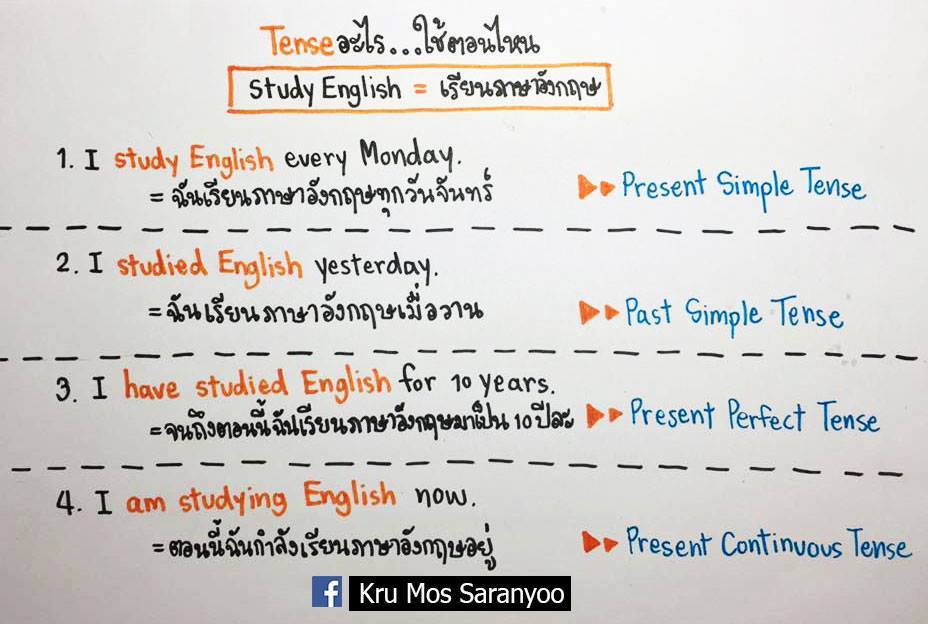 Tenseอะไร...ใช้ตอนไหน
Study English = เรียนภาษาอังกฤษ
1. I study English every Monday.
= ฉันเรียนภาษาอังกฤษทุกวันจันทร์
Present Simple Tense
2. I studied English yesterday.
= ฉันเรียนภาษาอังกฤษเมื่อวาน
Past Simple Tense
3. I have studied English for 10 years.
= จนถึงตอนนี้ฉันเรียนภาษาอังกฤษมาเป็น 10 ปีละ
Present Perfect Tense
4. I am studying English now.
= ตอนนี้ฉันกำลังเรียนภาษาอังกฤษอยู่
Present Continuous Tense
f Kru Mos Saranyoo